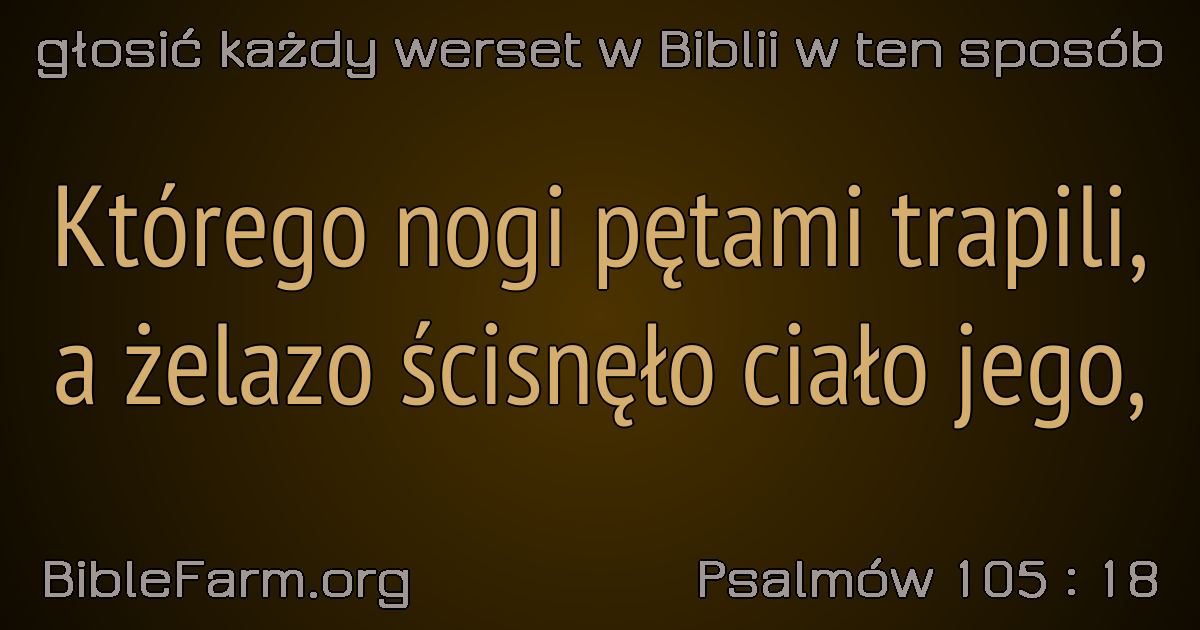 głosić każdy werset w Biblii w ten sposób
Którego nogi pętami trapili,
a żelazo ścisnęło ciało jego,
BibleFarm.org
Psalmów 105 : 18